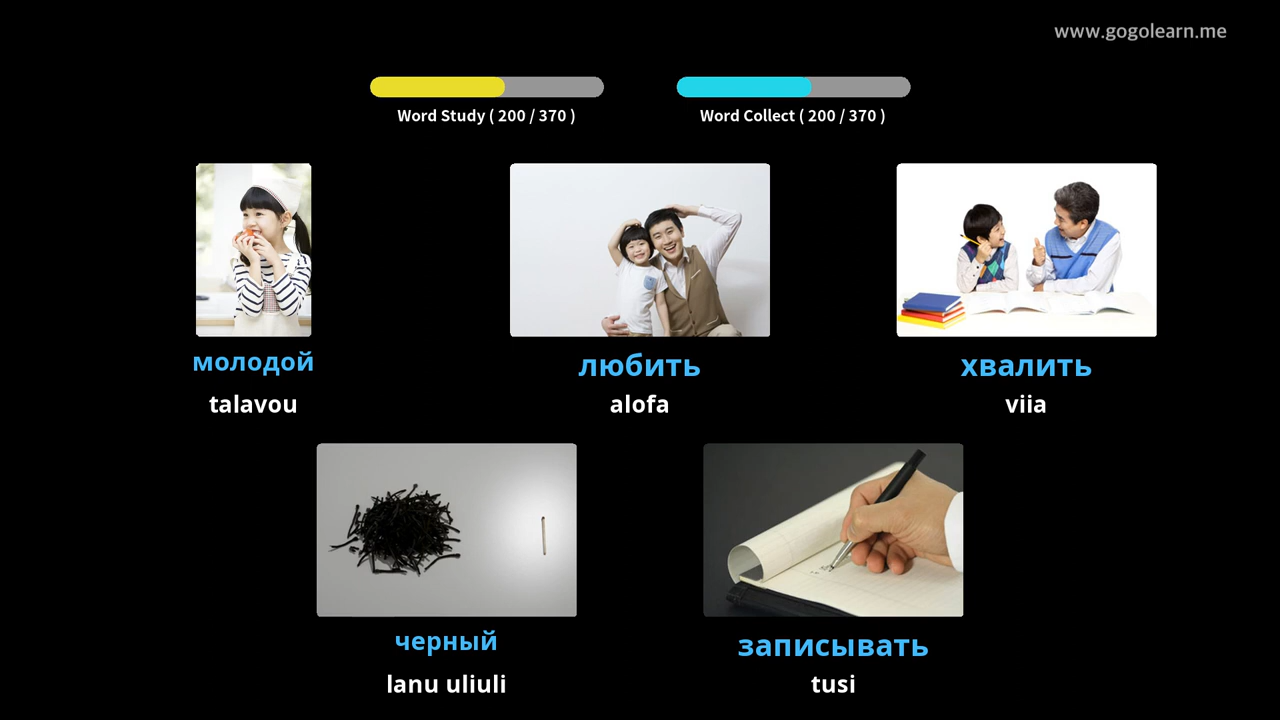 www.gogolearn.me
Word Study ( 200 / 370 )
Word Collect ( 200 / 370 )
молодой
talavou
любить
alofa
хвалить
viia
черный
lanu uliuli
записывать
tusi